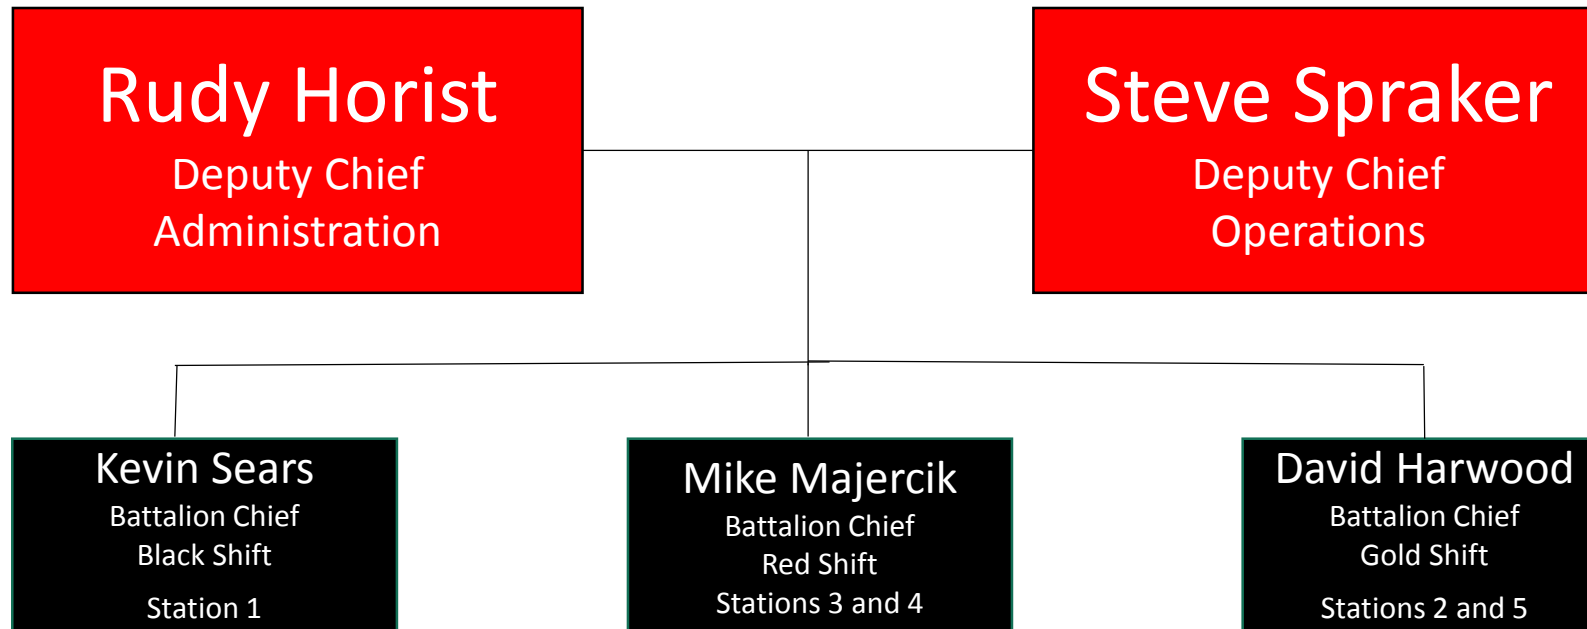 Rudy Horist
Deputy Chief
Administration
Steve Spraker
Deputy Chief
Operations
Kevin Sears
Battalion Chief
Black Shift
Station 1
Mike Majercik
Battalion Chief
Red Shift
Stations 3 and 4
David Harwood
Battalion Chief
Gold Shift
Stations 2 and 5